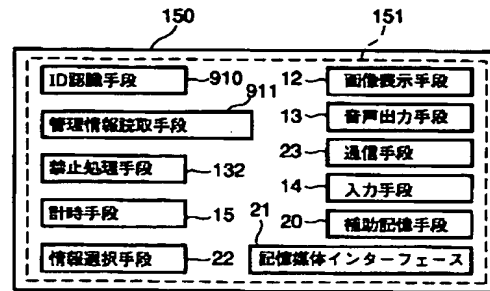 150
151
ID認識手段
910
911
管理情報読取手段
禁止処理手段
132
計時手段
15
情報選択手段
22
12
画像表示手段
13
音声出力手段
23
通信手段
14
入力手段
20
補助記憶手段
21
記憶媒体インターフェース